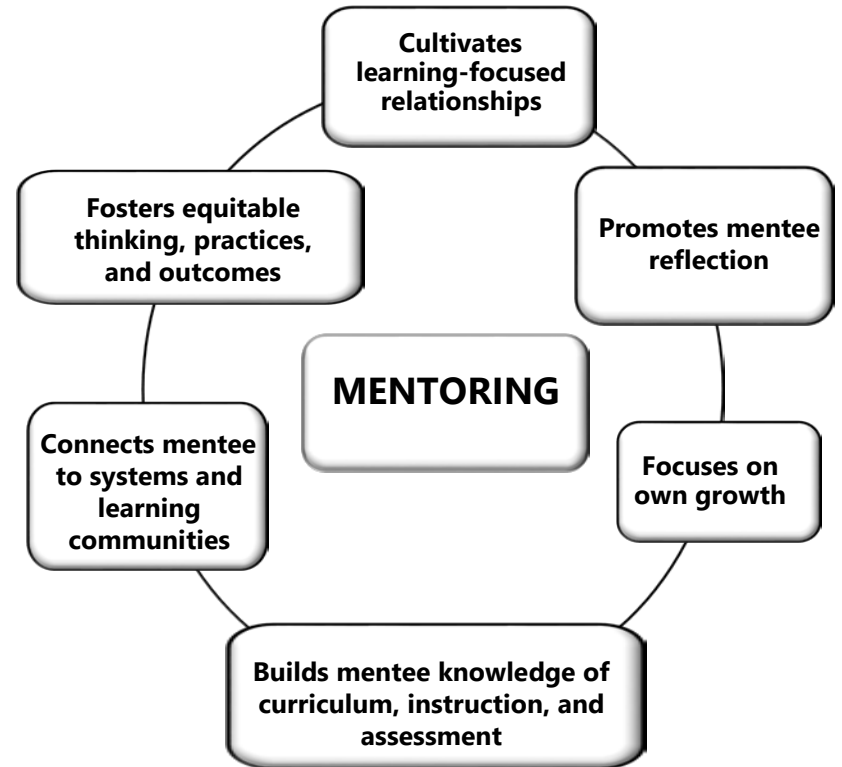 Cultivates
learning-focused
relationships
Promotes mentee
reflection
Focuses on
own growth
Builds mentee knowledge of
curriculum, instruction, and
assessment
Connects mentee
to systems and
learning
communities
Fosters equitable
thinking, practices,
and outcomes
MENTORING